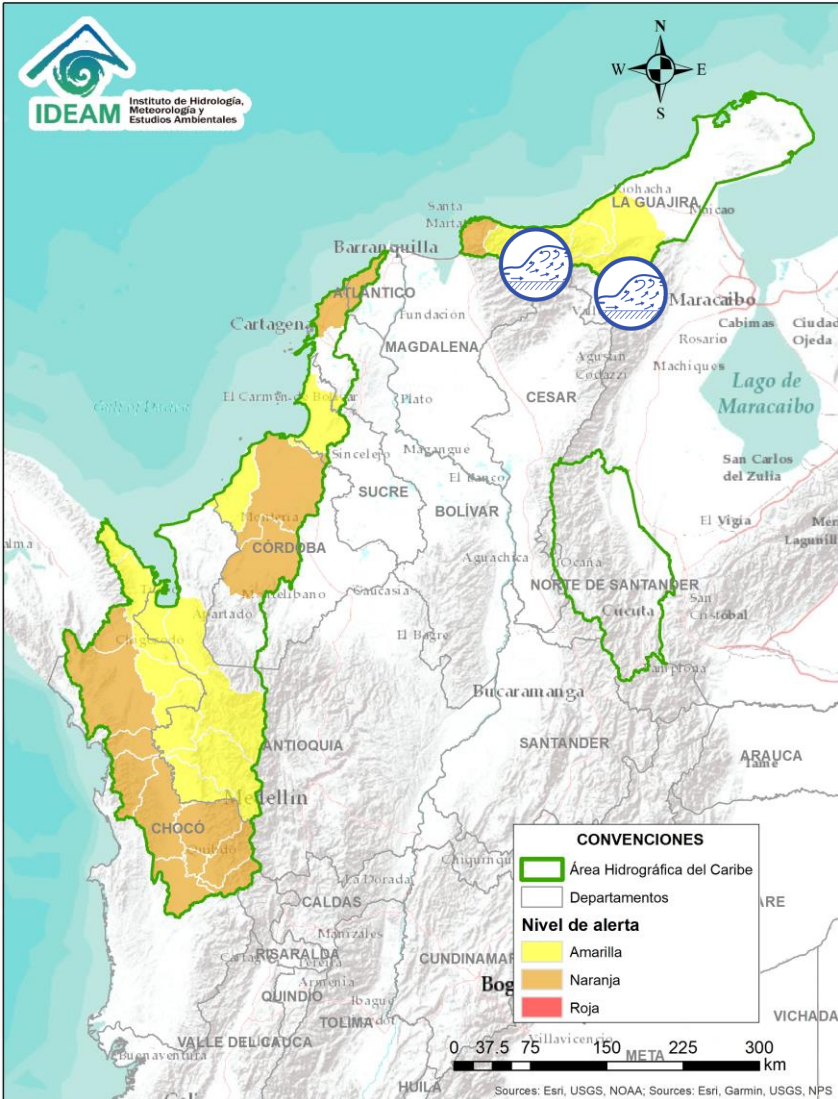 IDEAM
Instituto de Hidrología,
Meteorología y
Estudios Ambientales
N
W E
S
Riohacha
LA GUAJIRA
Maicao
Santa
Marta
Barranquilla
ATLÁNTICO
Cartagena
Fundación
MAGDALENA
Maracaibo
Cabimas
Ciudad
Ojeda
Rosario
Machiques
Agustín
Codazzi
CESAR
Lago de
Maracaibo
El Carmen de Bolívar
Plato
Sincelejo
Magangué
San Carlos
del Zulia
SUCRE
El Banco
BOLÍVAR
El Vigía
Montería
CÓRDOBA
Aguachica
Ocaña
NORTE DE SANTANDER
Cúcuta
San
Cristóbal
Montelíbano
Caucasia
Apartadó
El Bagre
Chigorodó
Pamplona
Bucaramanga
ANTIOQUIA
SANTANDER
ARAUCA
Tame
Medellín
CHOCÓ
Quibdó
La Dorada
CALDAS
Manizales
RISARALDA
Pereira
Armenia
QUINDÍO
Ibagué
TOLIMA
VALLE DEL CAUCA
Buenaventura
Villavicencio
META
VICHADA
HUILA
CONVENCIONES
Área Hidrográfica del Caribe
Departamentos
Nivel de alerta
Amarilla
Naranja
Roja
0 37.5 75 150 225 300
km
Sources: Esri, USGS, NOAA; Sources: Esri, Garmin, USGS, NPS